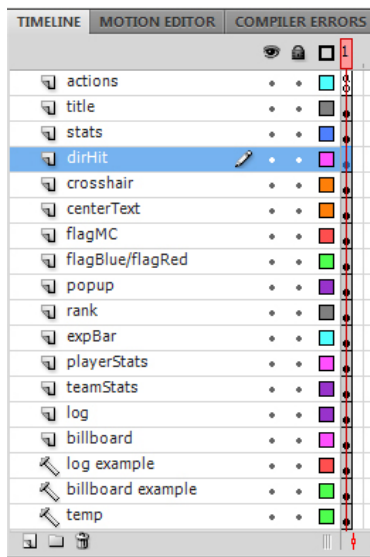 TIMELINE MOTION EDITOR COMPILER ERRORS
1
actions
title
stats
dirHit
crosshair
centerText
flagMC
flagBlue/flagRed
popup
rank
expBar
playerStats
teamStats
log
billboard
log example
billboard example
temp